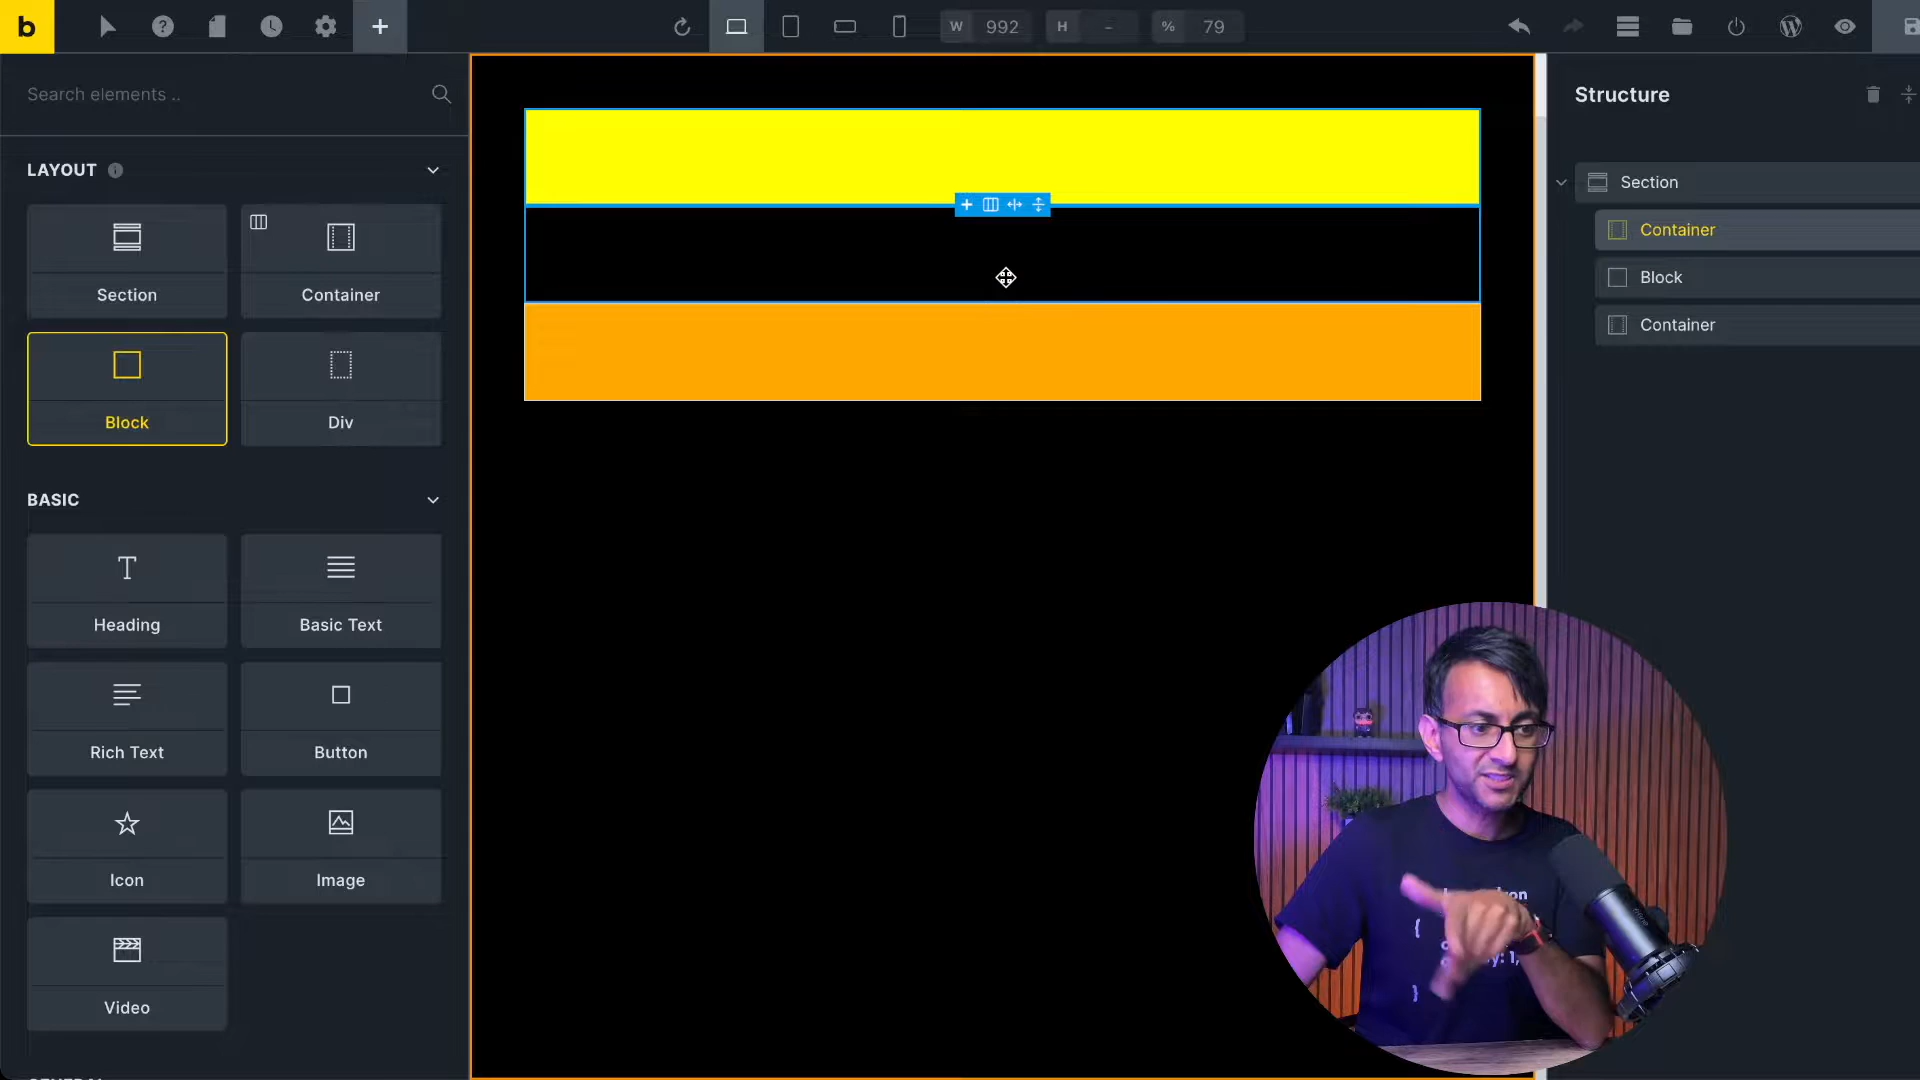 b
W 992 H - % 79
Search elements ..
Structure
LAYOUT
Section
Container
Section
Container
Block
Container
Block
Div
BASIC
Heading
Basic Text
Rich Text
Button
Icon
Image
Video
{
y: 1,
}